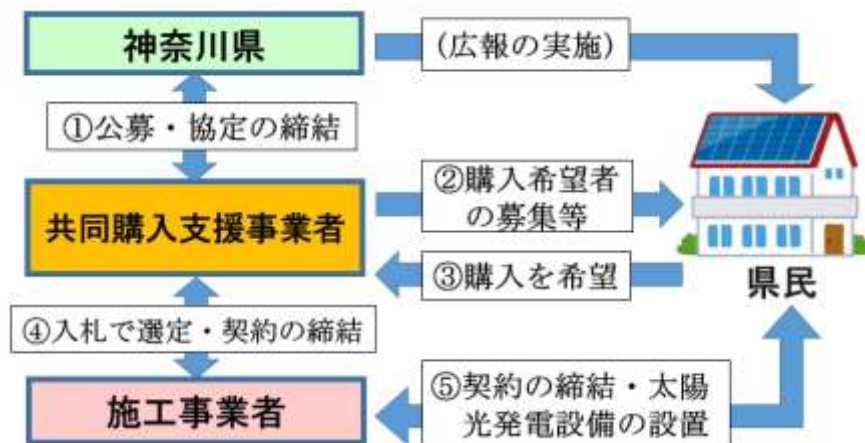 神奈川県
(広報の実施)
①公募・協定の締結
②購入希望者
の募集等
共同購入支援事業者
③購入を希望
県民
④入札で選定・契約の締結
施工事業者
⑤契約の締結・太陽
光発電設備の設置